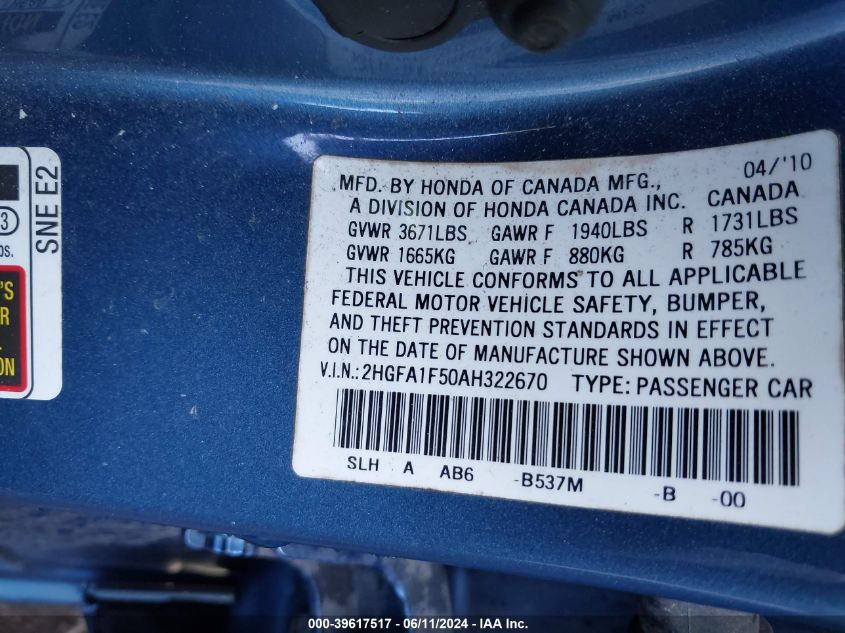 MFD. BY HONDA OF CANADA MFG., 04/'10
A DIVISION OF HONDA CANADA INC. CANADA
GVWR 3671LBS GAWR F 1940LBS R 1731LBS
GVWR 1665KG GAWR F 880KG R 785KG
THIS VEHICLE CONFORMS TO ALL APPLICABLE
FEDERAL MOTOR VEHICLE SAFETY, BUMPER,
AND THEFT PREVENTION STANDARDS IN EFFECT
ON THE DATE OF MANUFACTURE SHOWN ABOVE.
V.I.N.: 2HGFA1F50AH322670 TYPE: PASSENGER CAR
SLH A AB6 -B537M -B -00
SNE E2
3
OS.
'S
R
ON
000-39617517 - 06/11/2024 - IAA Inc.